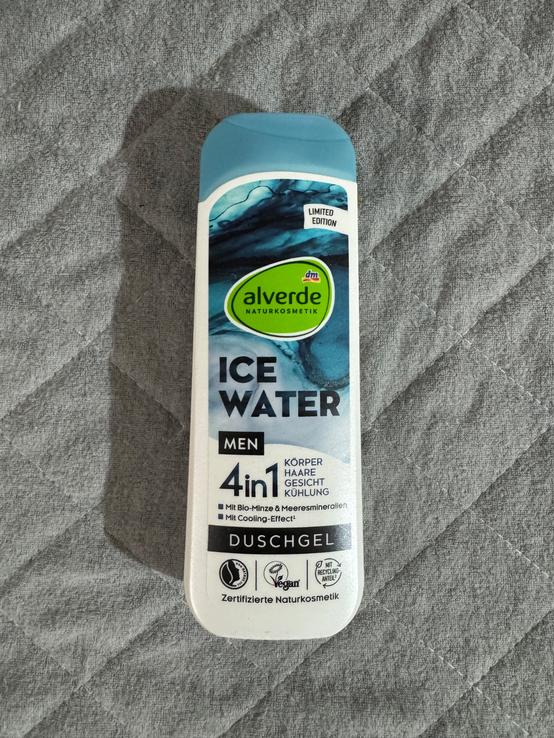 LIMITED
EDITION
dm
alverde
NATURKOSMETIK
ICE
WATER
MEN
4in1
KÖRPER
HAARE
GESICHT
KÜHLUNG
Mit Bio-Minze & Meeresmineralien
Mit Cooling-Effect¹
DUSCHGEL
Vegan
MIT
RECYCLING-
ANTEIL
Zertifizierte Naturkosmetik